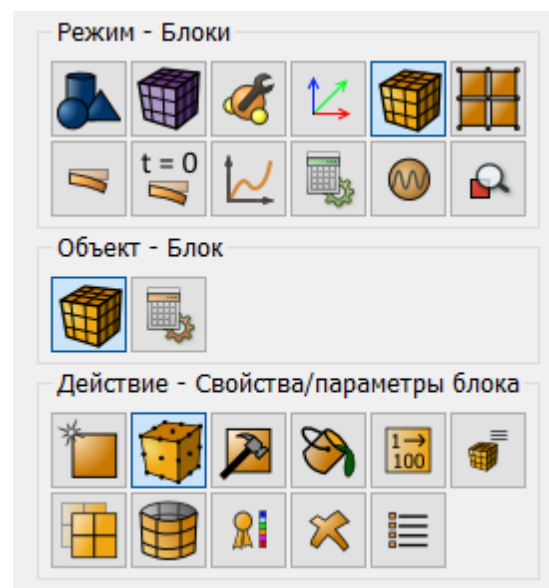 Режим - Блоки
t = 0
Объект - Блок
Действие - Свойства/параметры блока
1→
100